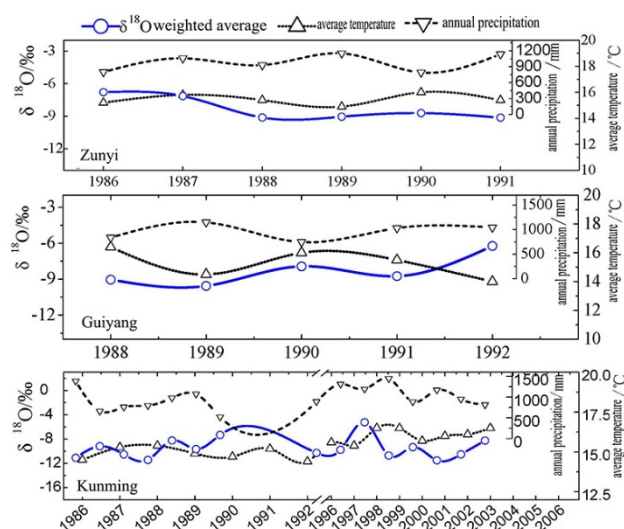 δ¹⁸O weighted average average temperature annual precipitation
δ ¹⁸O/‰
-3
-6
-9
-12
1200
900
600
300
0
annual precipitation / mm
20
18
16
14
12
10
average temperature /℃
Zunyi
1986 1987 1988 1989 1990 1991
δ ¹⁸O/‰
-3
-6
-9
-12
1500
1000
500
0
annual precipitation / mm
20
18
16
14
12
10
average temperature /℃
Guiyang
1988 1989 1990 1991 1992
δ ¹⁸O/‰
0
-4
-8
-12
-16
1500
1000
500
0
annual precipitation / mm
20.0
17.5
15.0
12.5
average temperature /℃
Kunming
1986 1987 1988 1989 1990 1991 1992 1996 1997 1998 1999 2000 2001 2002 2003 2004 2005 2006